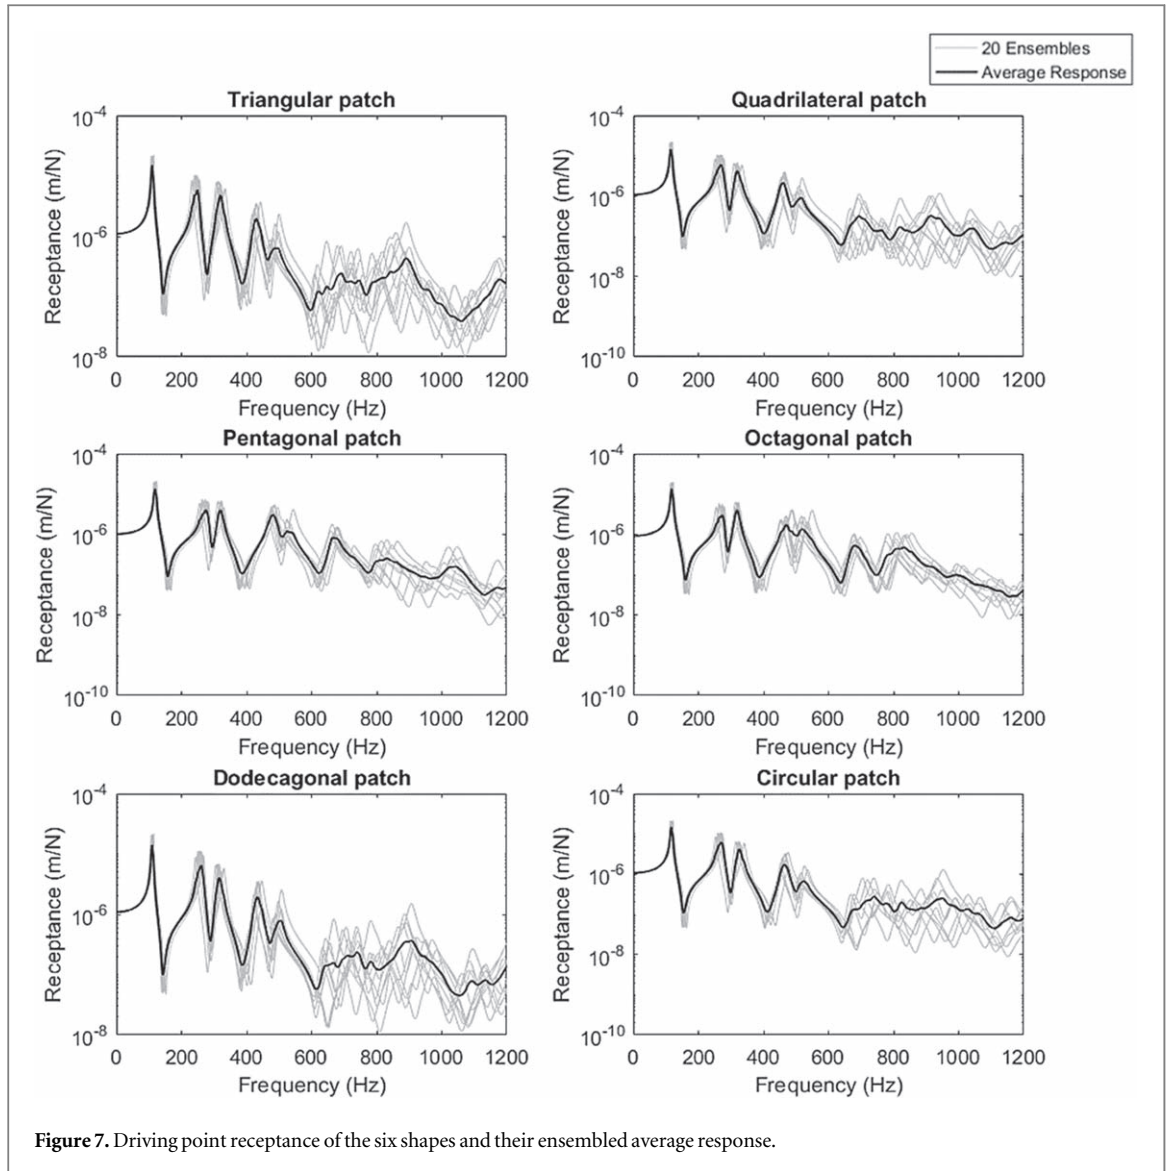 20 Ensembles
Average Response
Triangular patch
10-4
10-6
10-8
Receptance (m/N)
0 200 400 600 800 1000 1200
Frequency (Hz)
Quadrilateral patch
10-4
10-6
10-8
10-10
Receptance (m/N)
0 200 400 600 800 1000 1200
Frequency (Hz)
Pentagonal patch
10-4
10-6
10-8
10-10
Receptance (m/N)
0 200 400 600 800 1000 1200
Frequency (Hz)
Octagonal patch
10-4
10-6
10-8
10-10
Receptance (m/N)
0 200 400 600 800 1000 1200
Frequency (Hz)
Dodecagonal patch
10-4
10-6
10-8
Receptance (m/N)
0 200 400 600 800 1000 1200
Frequency (Hz)
Circular patch
10-4
10-6
10-8
10-10
Receptance (m/N)
0 200 400 600 800 1000 1200
Frequency (Hz)
Figure 7. Driving point receptance of the six shapes and their ensembled average response.